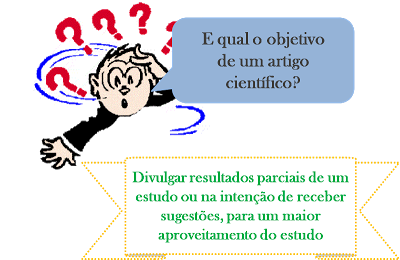 E qual o objetivo
de um artigo
científico?
Divulgar resultados parciais de um
estudo ou na intenção de receber
sugestões, para um maior
aproveitamento do estudo